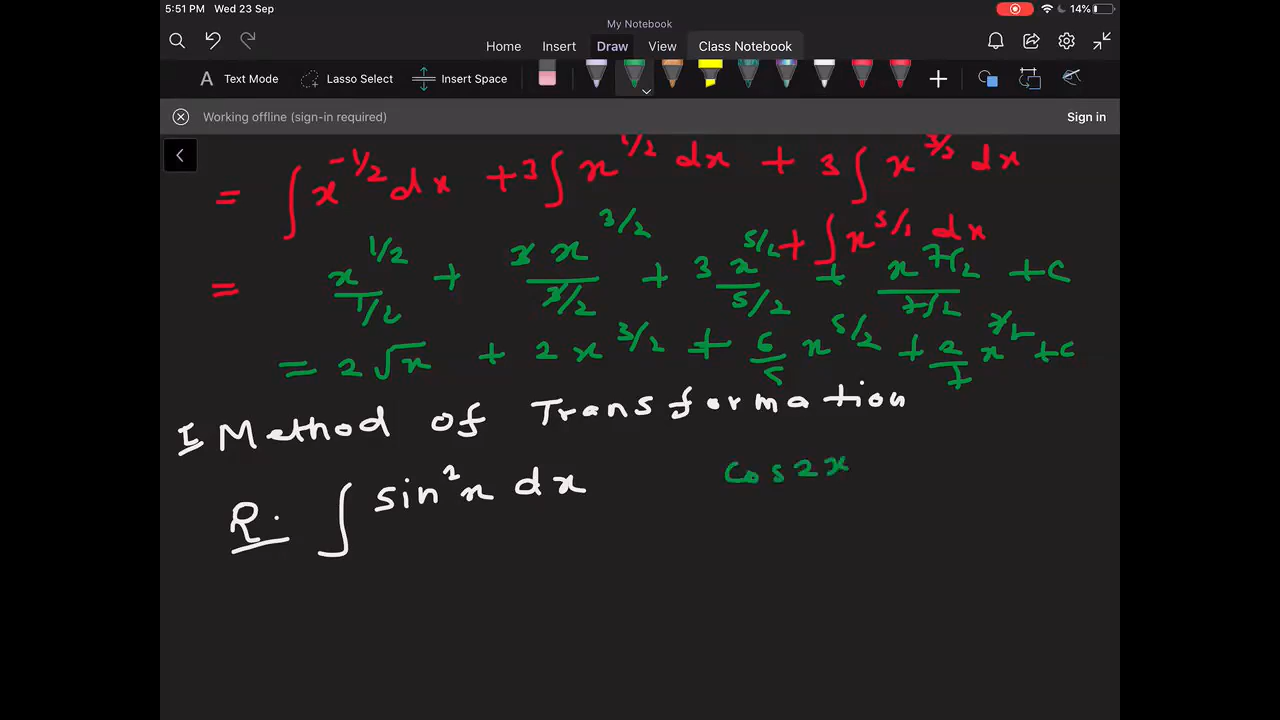 5:51 PM Wed 23 Sep 14%
My Notebook
Home Insert Draw View Class Notebook
Text Mode Lasso Select Insert Space
Working offline (sign-in required) Sign in
= ∫ x^{-1/2} dx + 3 ∫ x^{1/2} dx + 3 ∫ x^{3/2} dx
+ ∫ x^{5/2} dx
= x^{1/2}/(1/2) + 3x^{3/2}/(3/2) + 3x^{5/2}/(5/2) + x^{7/2}/(7/2) + c
= 2√x + 2x^{3/2} + 6/5 x^{5/2} + 2/7 x^{7/2} + c
I Method of Transformation
cos2x
Q. ∫ sin²x dx